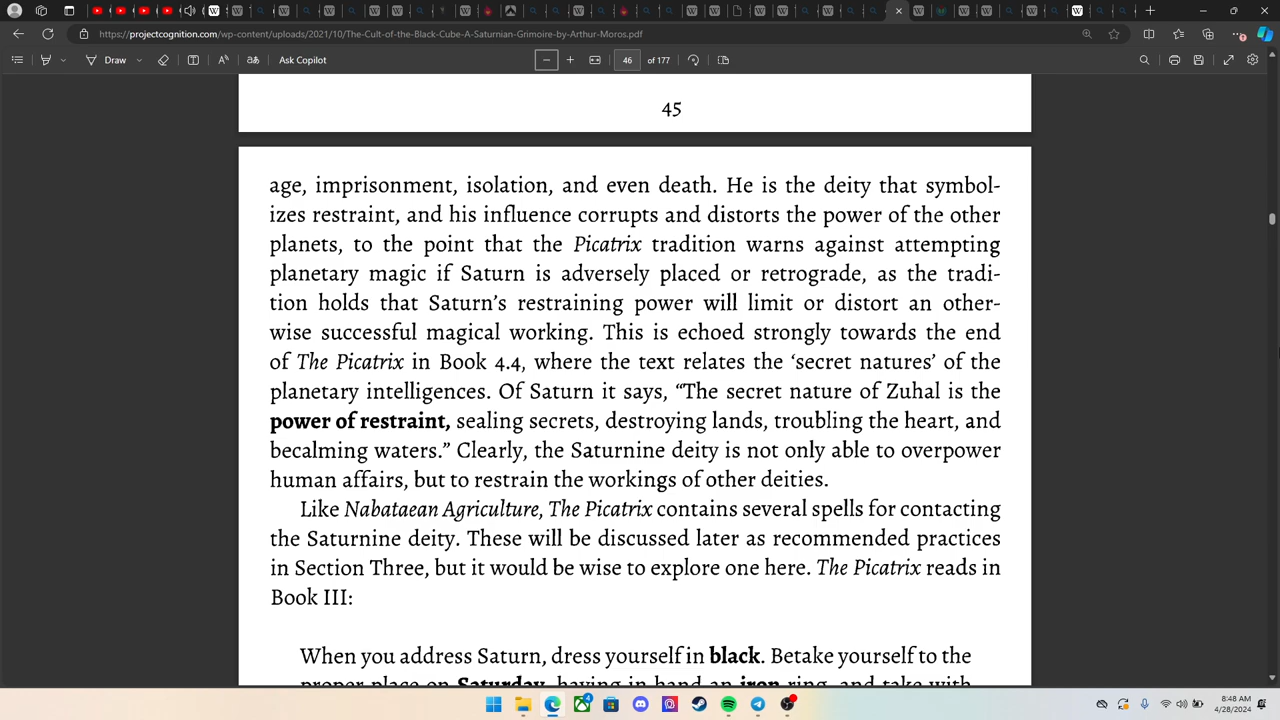 https://projectcognition.com/wp-content/uploads/2021/10/The-Cult-of-the-Black-Cube-A-Saturnian-Grimoire-by-Arthur-Moros.pdf
Draw
Ask Copilot
46 of 177
45
age, imprisonment, isolation, and even death. He is the deity that symbol-
izes restraint, and his influence corrupts and distorts the power of the other
planets, to the point that the Picatrix tradition warns against attempting
planetary magic if Saturn is adversely placed or retrograde, as the tradi-
tion holds that Saturn's restraining power will limit or distort an other-
wise successful magical working. This is echoed strongly towards the end
of The Picatrix in Book 4.4, where the text relates the ‘secret natures’ of the
planetary intelligences. Of Saturn it says, “The secret nature of Zuhal is the
power of restraint, sealing secrets, destroying lands, troubling the heart, and
becalming waters.” Clearly, the Saturnine deity is not only able to overpower
human affairs, but to restrain the workings of other deities.
Like Nabataean Agriculture, The Picatrix contains several spells for contacting
the Saturnine deity. These will be discussed later as recommended practices
in Section Three, but it would be wise to explore one here. The Picatrix reads in
Book III:
When you address Saturn, dress yourself in black. Betake yourself to the
proper place on Saturday, having in hand an iron ring, and take with
8:48 AM
4/28/2024